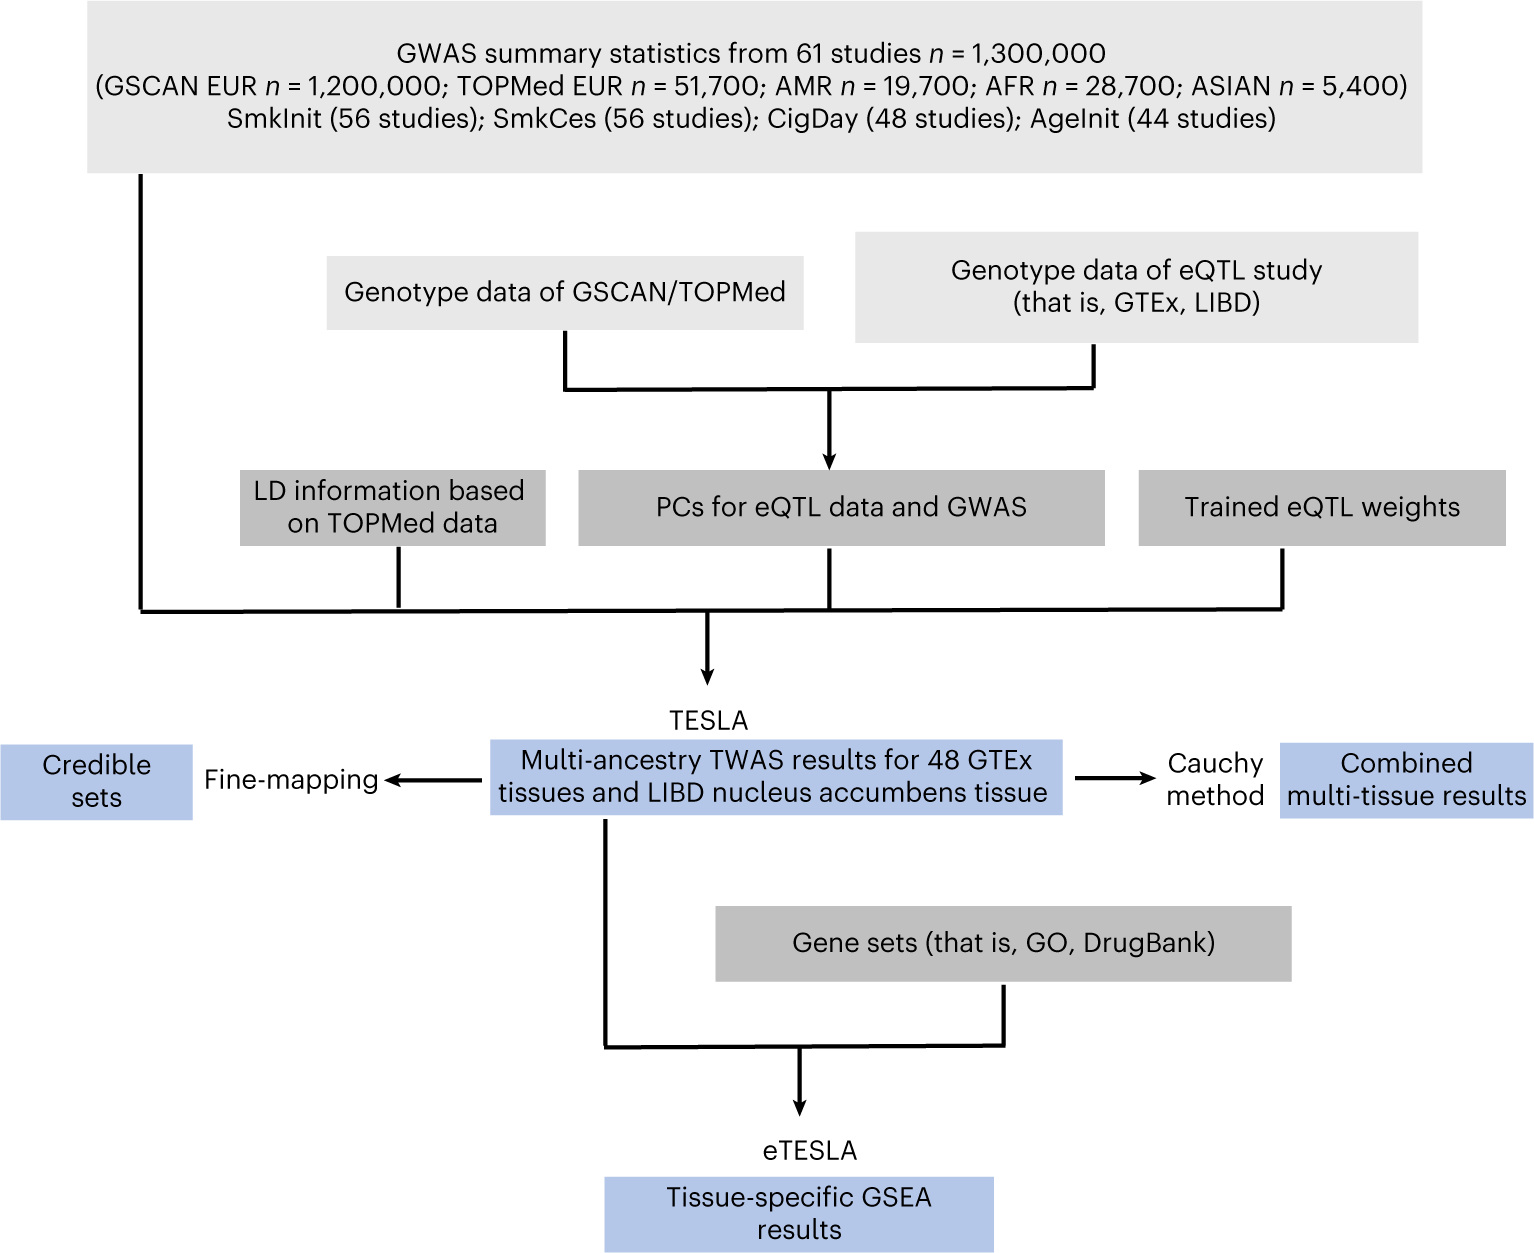 GWAS summary statistics from 61 studies n = 1,300,000
(GSCAN EUR n = 1,200,000; TOPMed EUR n = 51,700; AMR n = 19,700; AFR n = 28,700; ASIAN n = 5,400)
SmkInit (56 studies); SmkCes (56 studies); CigDay (48 studies); AgeInit (44 studies)
Genotype data of GSCAN/TOPMed
Genotype data of eQTL study
(that is, GTEx, LIBD)
LD information based
on TOPMed data
PCs for eQTL data and GWAS
Trained eQTL weights
TESLA
Credible
sets
Fine-mapping
Multi-ancestry TWAS results for 48 GTEx
tissues and LIBD nucleus accumbens tissue
Cauchy
method
Combined
multi-tissue results
Gene sets (that is, GO, DrugBank)
eTESLA
Tissue-specific GSEA
results